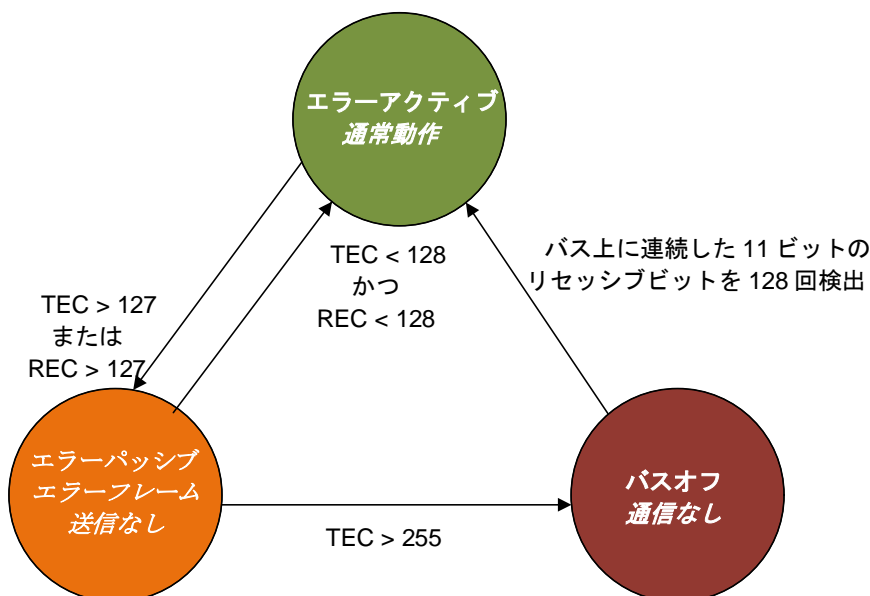 エラーアクティブ
通常動作
TEC < 128
かつ
REC < 128
バス上に連続した 11 ビットの
リセッシブビットを 128 回検出
TEC > 127
または
REC > 127
エラーパッシブ
エラーフレーム
送信なし
バスオフ
通信なし
TEC > 255